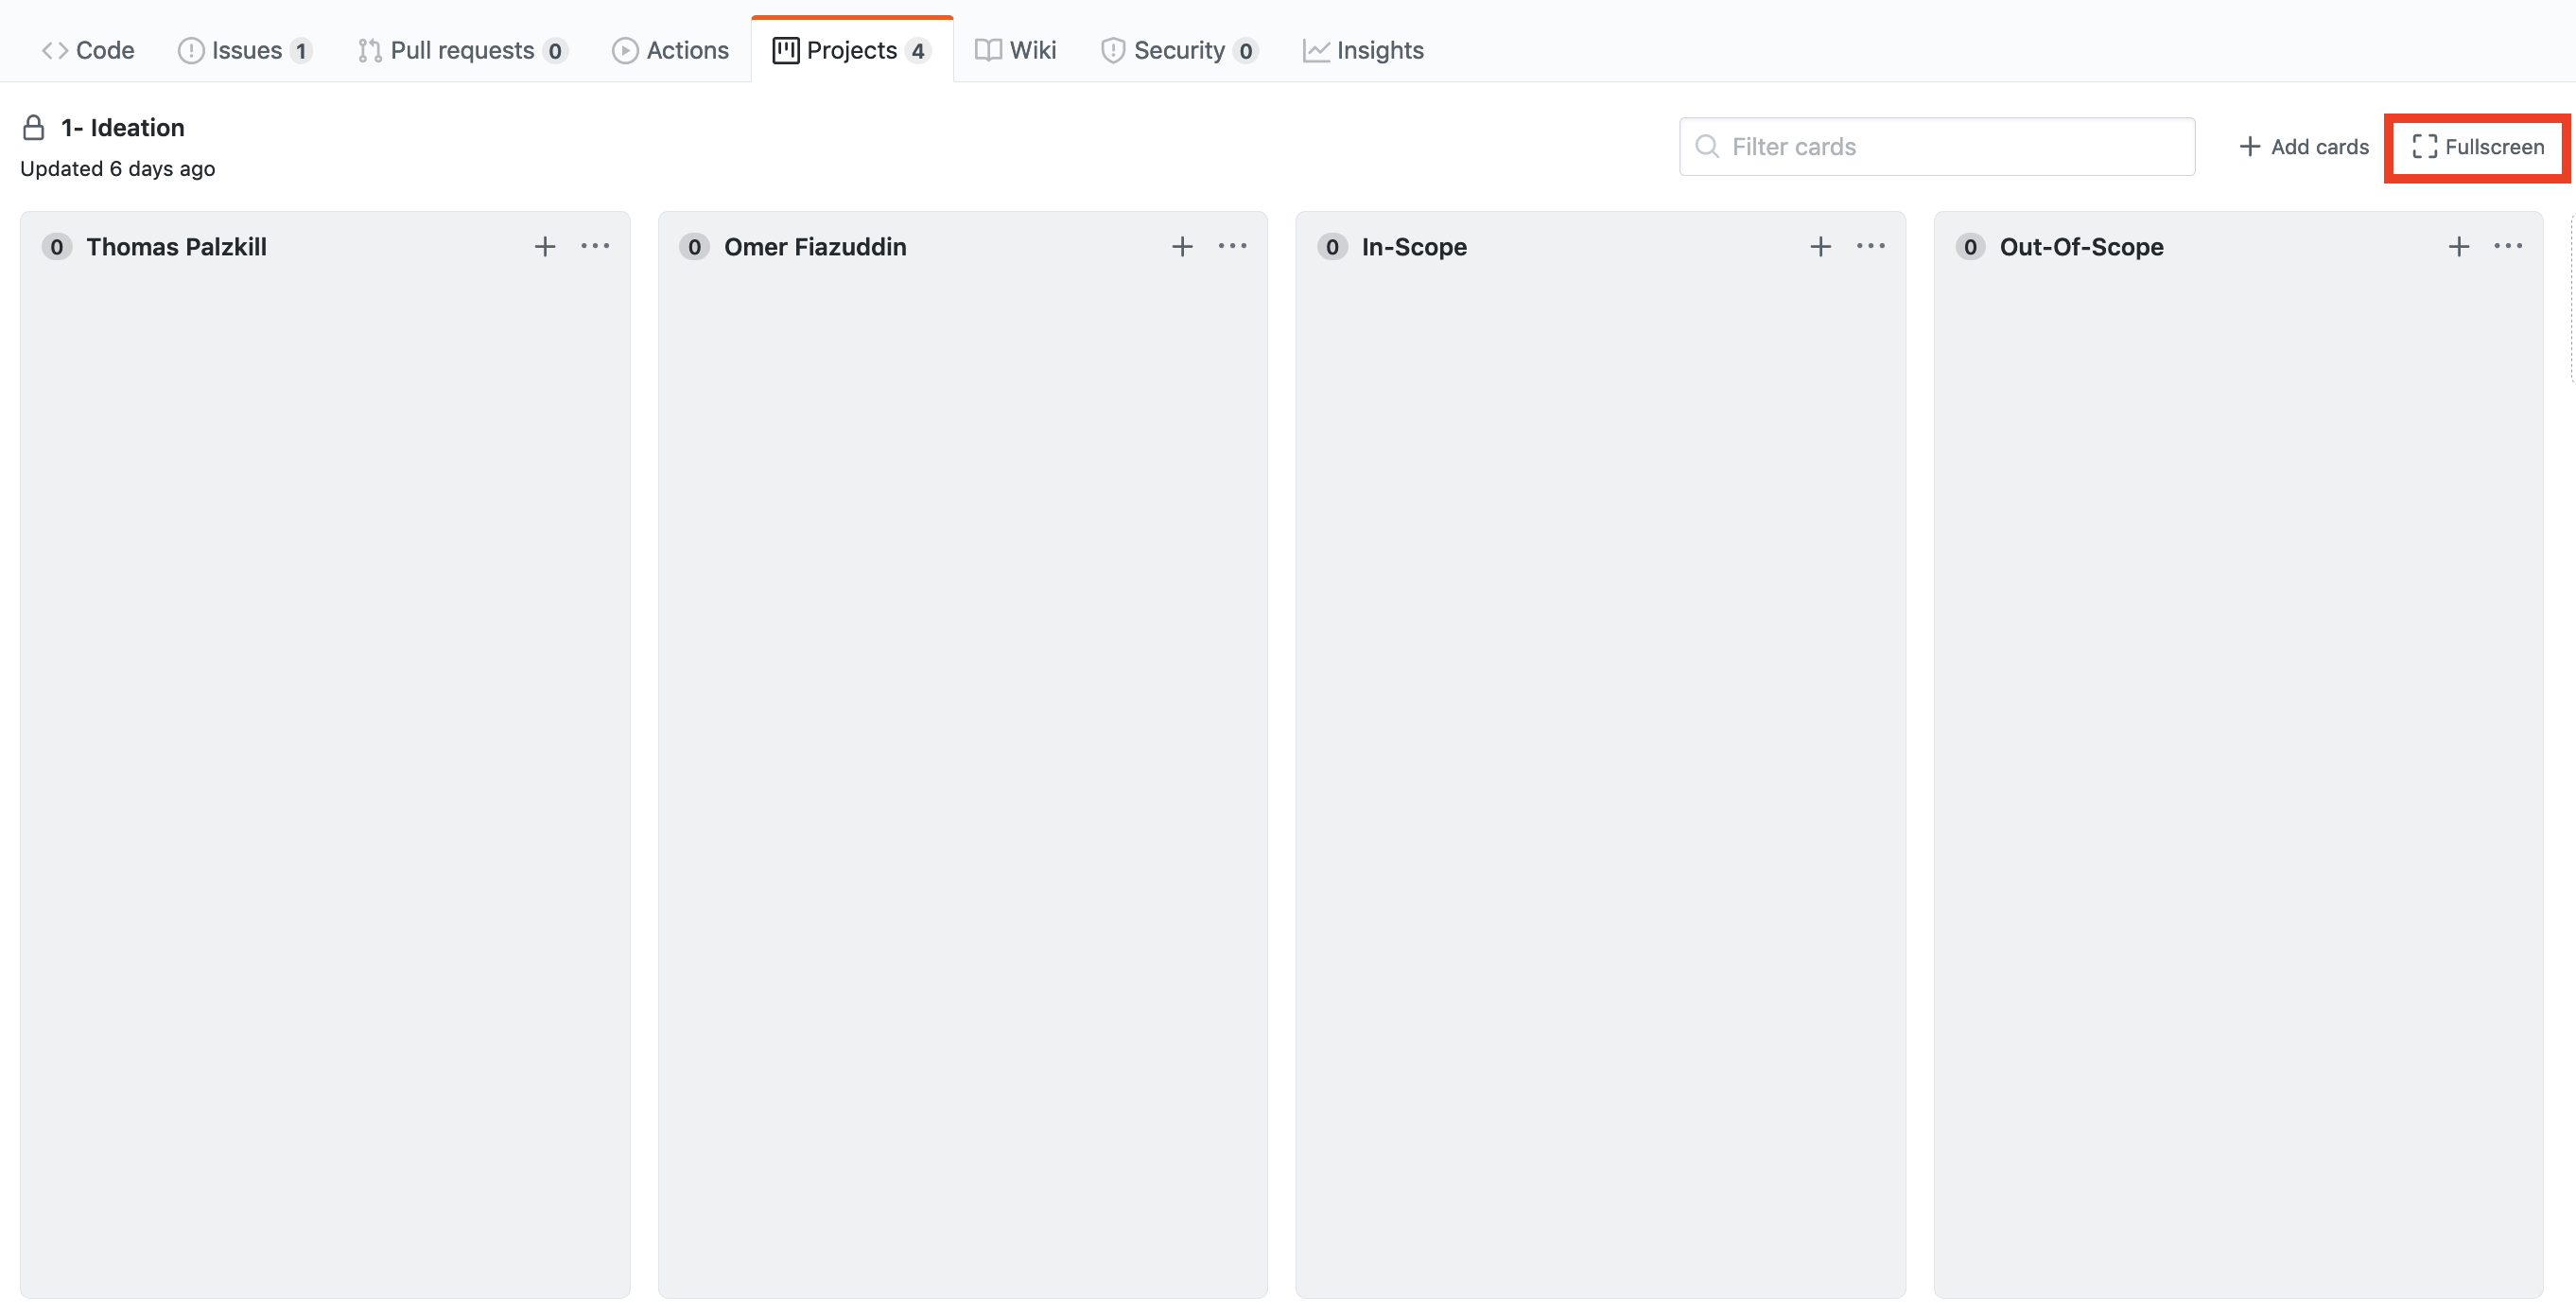 Code Issues 1 Pull requests 0 Actions Projects 4 Wiki Security 0 Insights
1- Ideation
Updated 6 days ago
Filter cards
Add cards
Fullscreen
0 Thomas Palzkill
0 Omer Fiazuddin
0 In-Scope
0 Out-Of-Scope